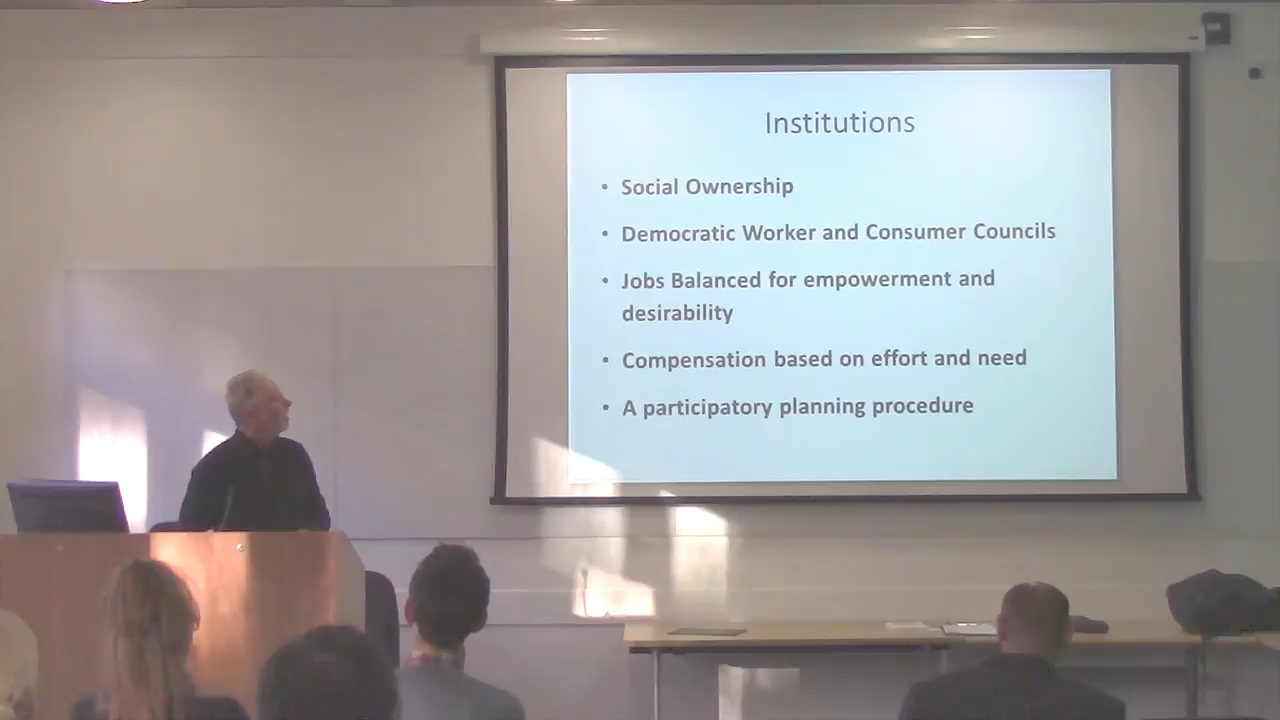 Institutions
• Social Ownership
• Democratic Worker and Consumer Councils
• Jobs Balanced for empowerment and
desirability
• Compensation based on effort and need
• A participatory planning procedure